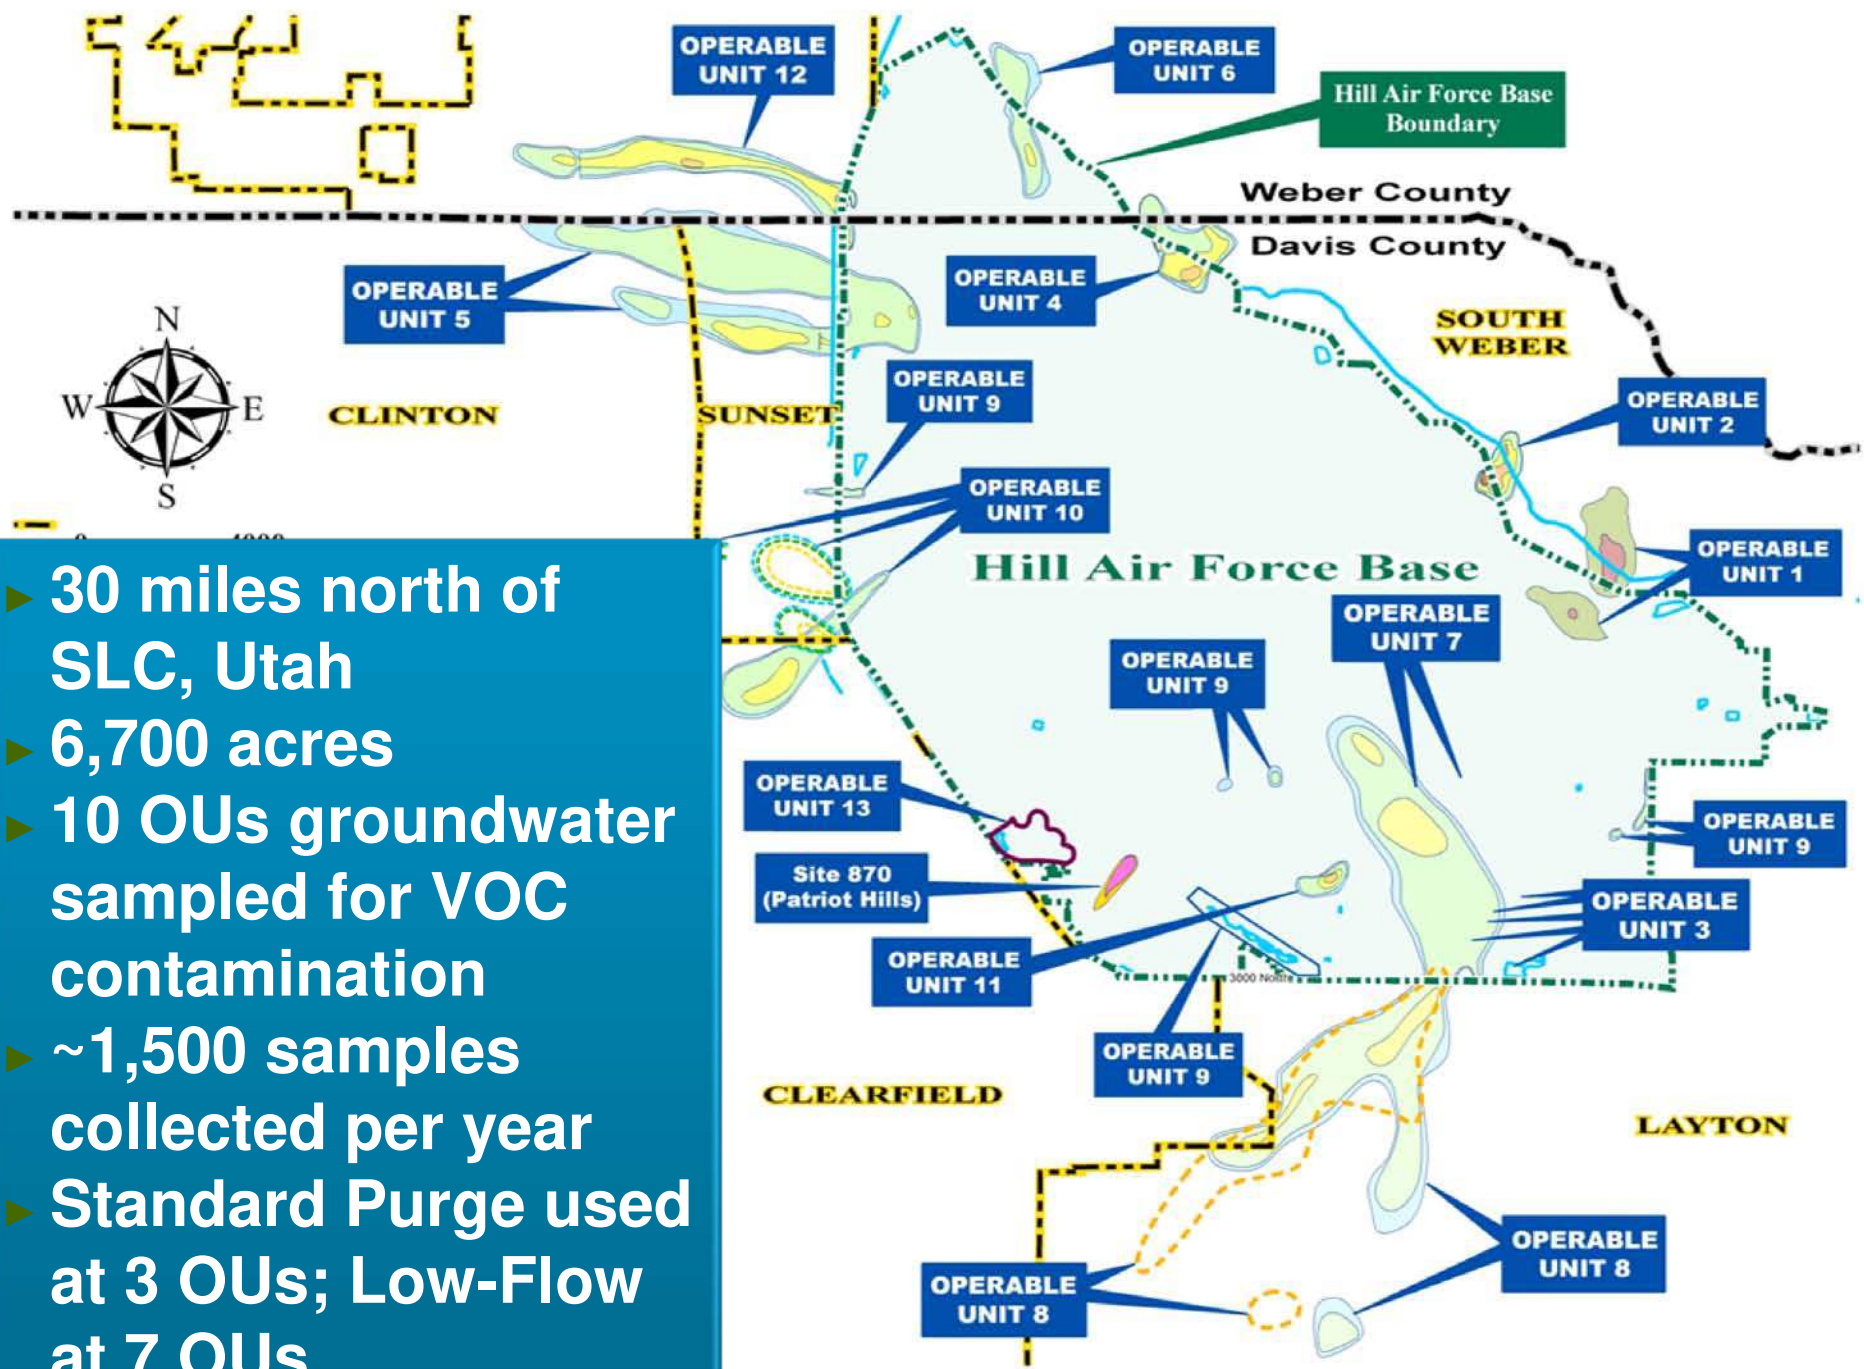 OPERABLE
UNIT 12
OPERABLE
UNIT 6
Hill Air Force Base
Boundary
Weber County
Davis County
OPERABLE
UNIT 5
OPERABLE
UNIT 4
SOUTH
WEBER
N
W
E
S
CLINTON
SUNSET
OPERABLE
UNIT 9
OPERABLE
UNIT 2
OPERABLE
UNIT 10
Hill Air Force Base
OPERABLE
UNIT 1
OPERABLE
UNIT 7
OPERABLE
UNIT 9
OPERABLE
UNIT 13
OPERABLE
UNIT 9
Site 870
(Patriot Hills)
OPERABLE
UNIT 3
OPERABLE
UNIT 11
OPERABLE
UNIT 9
CLEARFIELD
LAYTON
OPERABLE
UNIT 8
OPERABLE
UNIT 8
► 30 miles north of
SLC, Utah
► 6,700 acres
► 10 OUs groundwater
sampled for VOC
contamination
► ~1,500 samples
collected per year
► Standard Purge used
at 3 OUs; Low-Flow
at 7 OUs